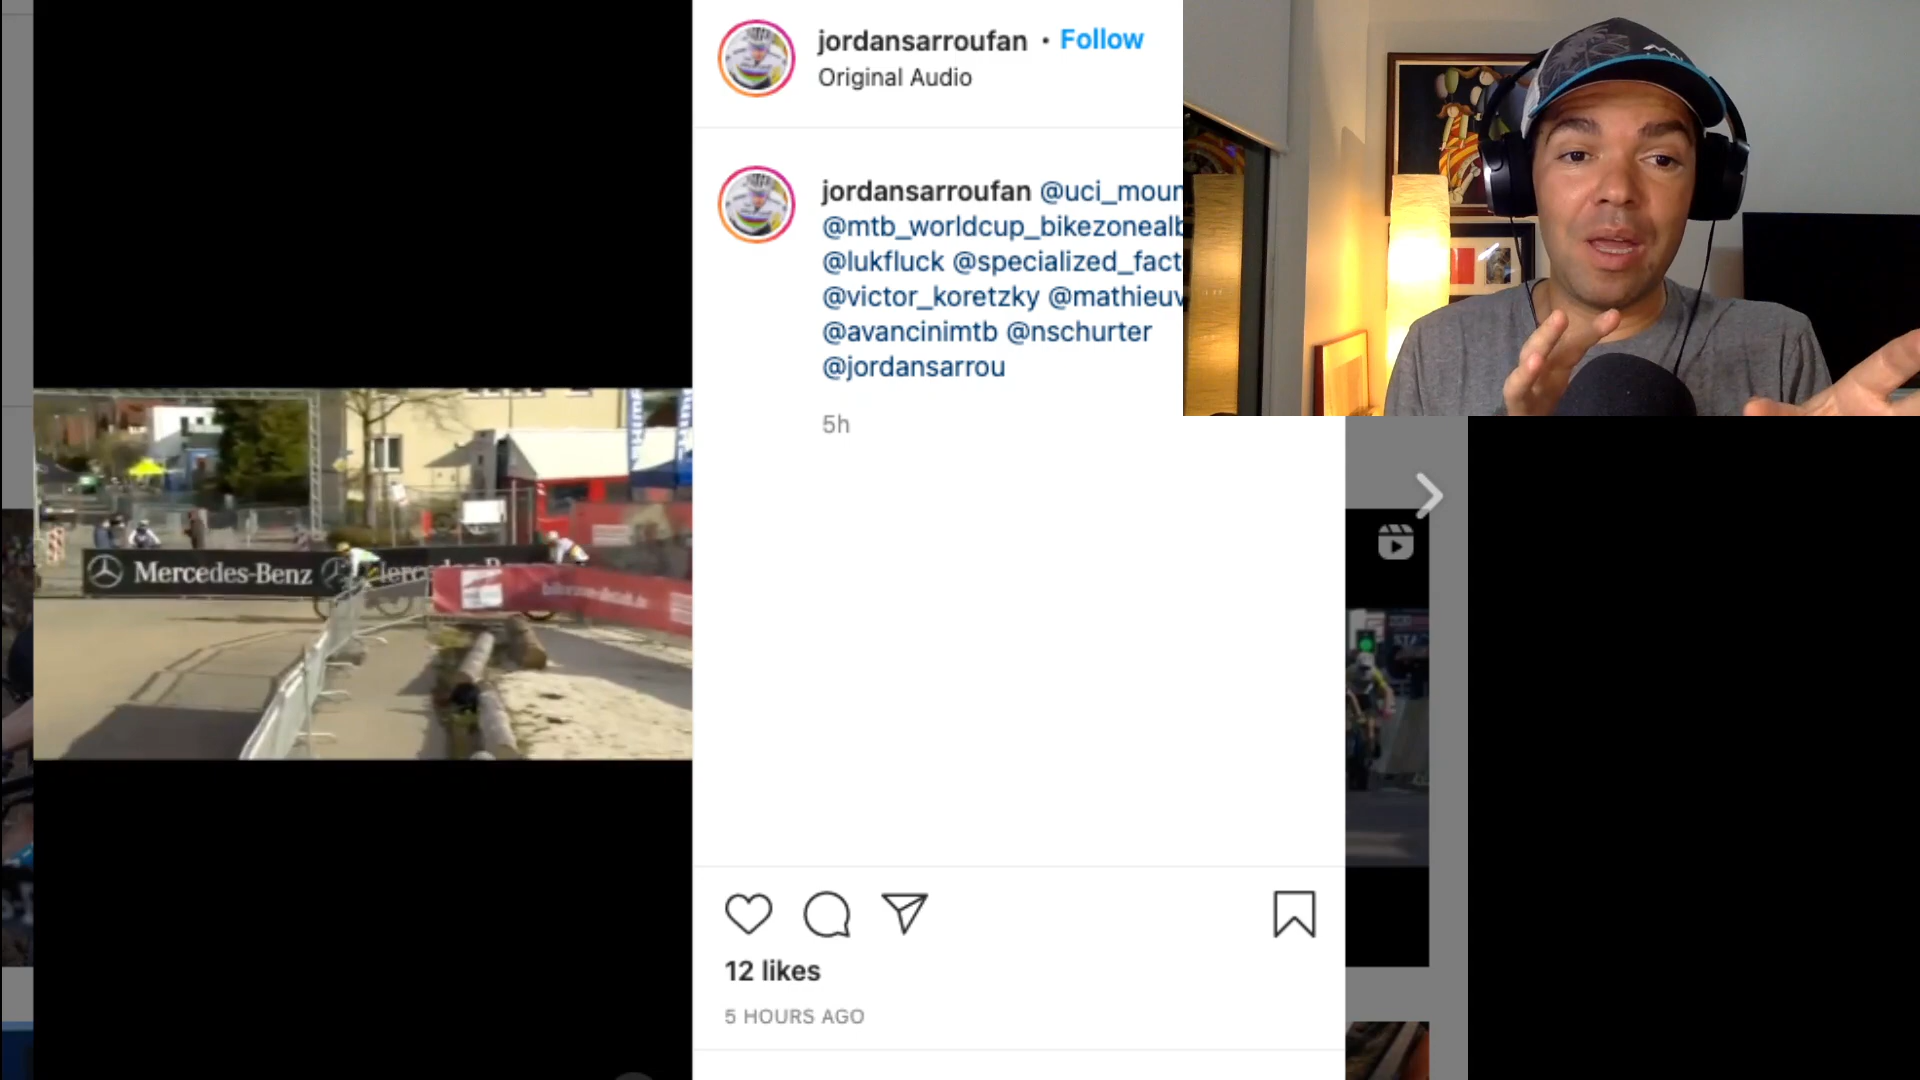 jordansarroufan • Follow
Original Audio
jordansarroufan @uci_moun
@mtb_worldcup_bikezonealb
@lukfluck @specialized_fact
@victor_koretzky @mathieuv
@avancinimtb @nschurter
@jordansarrou
5h
Mercedes-Benz
12 likes
5 HOURS AGO